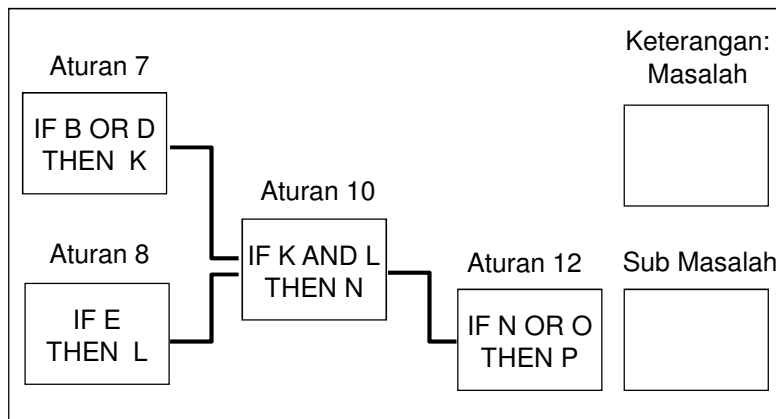 Aturan 7
IF B OR D
THEN K
Aturan 8
IF E
THEN L
Aturan 10
IF K AND L
THEN N
Aturan 12
IF N OR O
THEN P
Keterangan:
Masalah
Sub Masalah